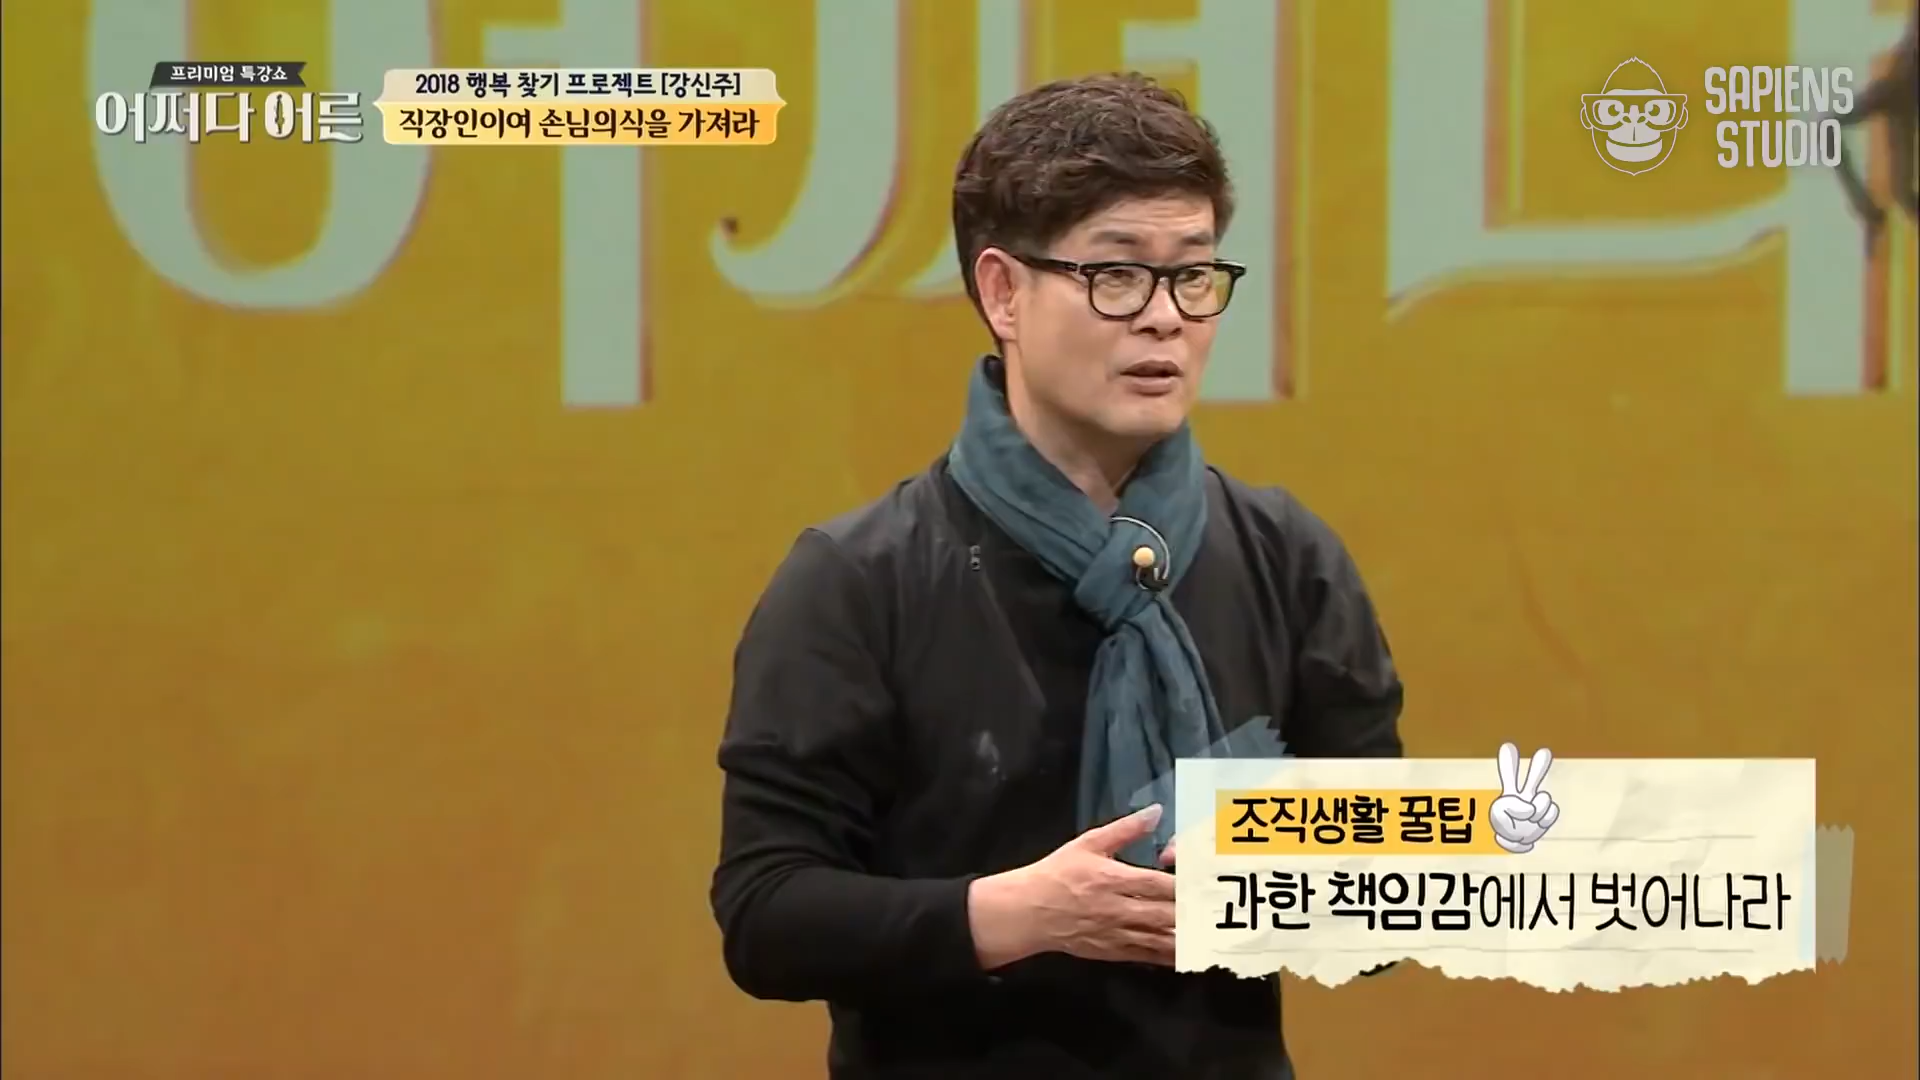 프리미엄 특강쇼
어쩌다 어른
2018 행복 찾기 프로젝트 [강신주]
직장인이여 손님의식을 가져라
SAPIENS
STUDIO
조직생활 꿀팁
과한 책임감에서 벗어나라